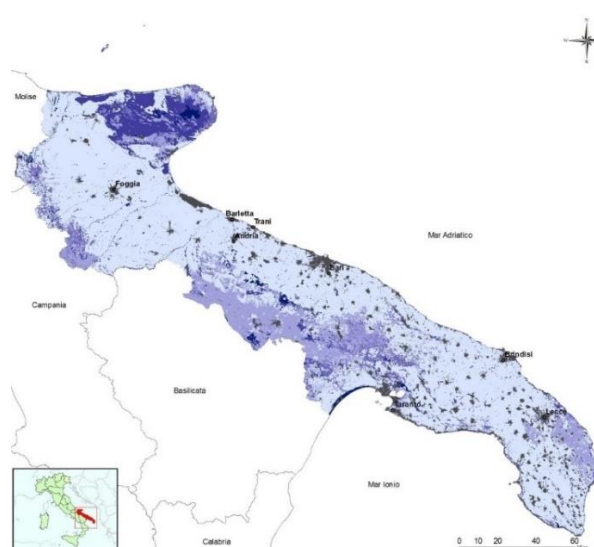 Molise
Foggia
Barletta
Trani
Andria
Mar Adriatico
Bari
Campania
Brindisi
Basilicata
Taranto
Lecce
Mar Ionio
Calabria
0 10 20 40 60